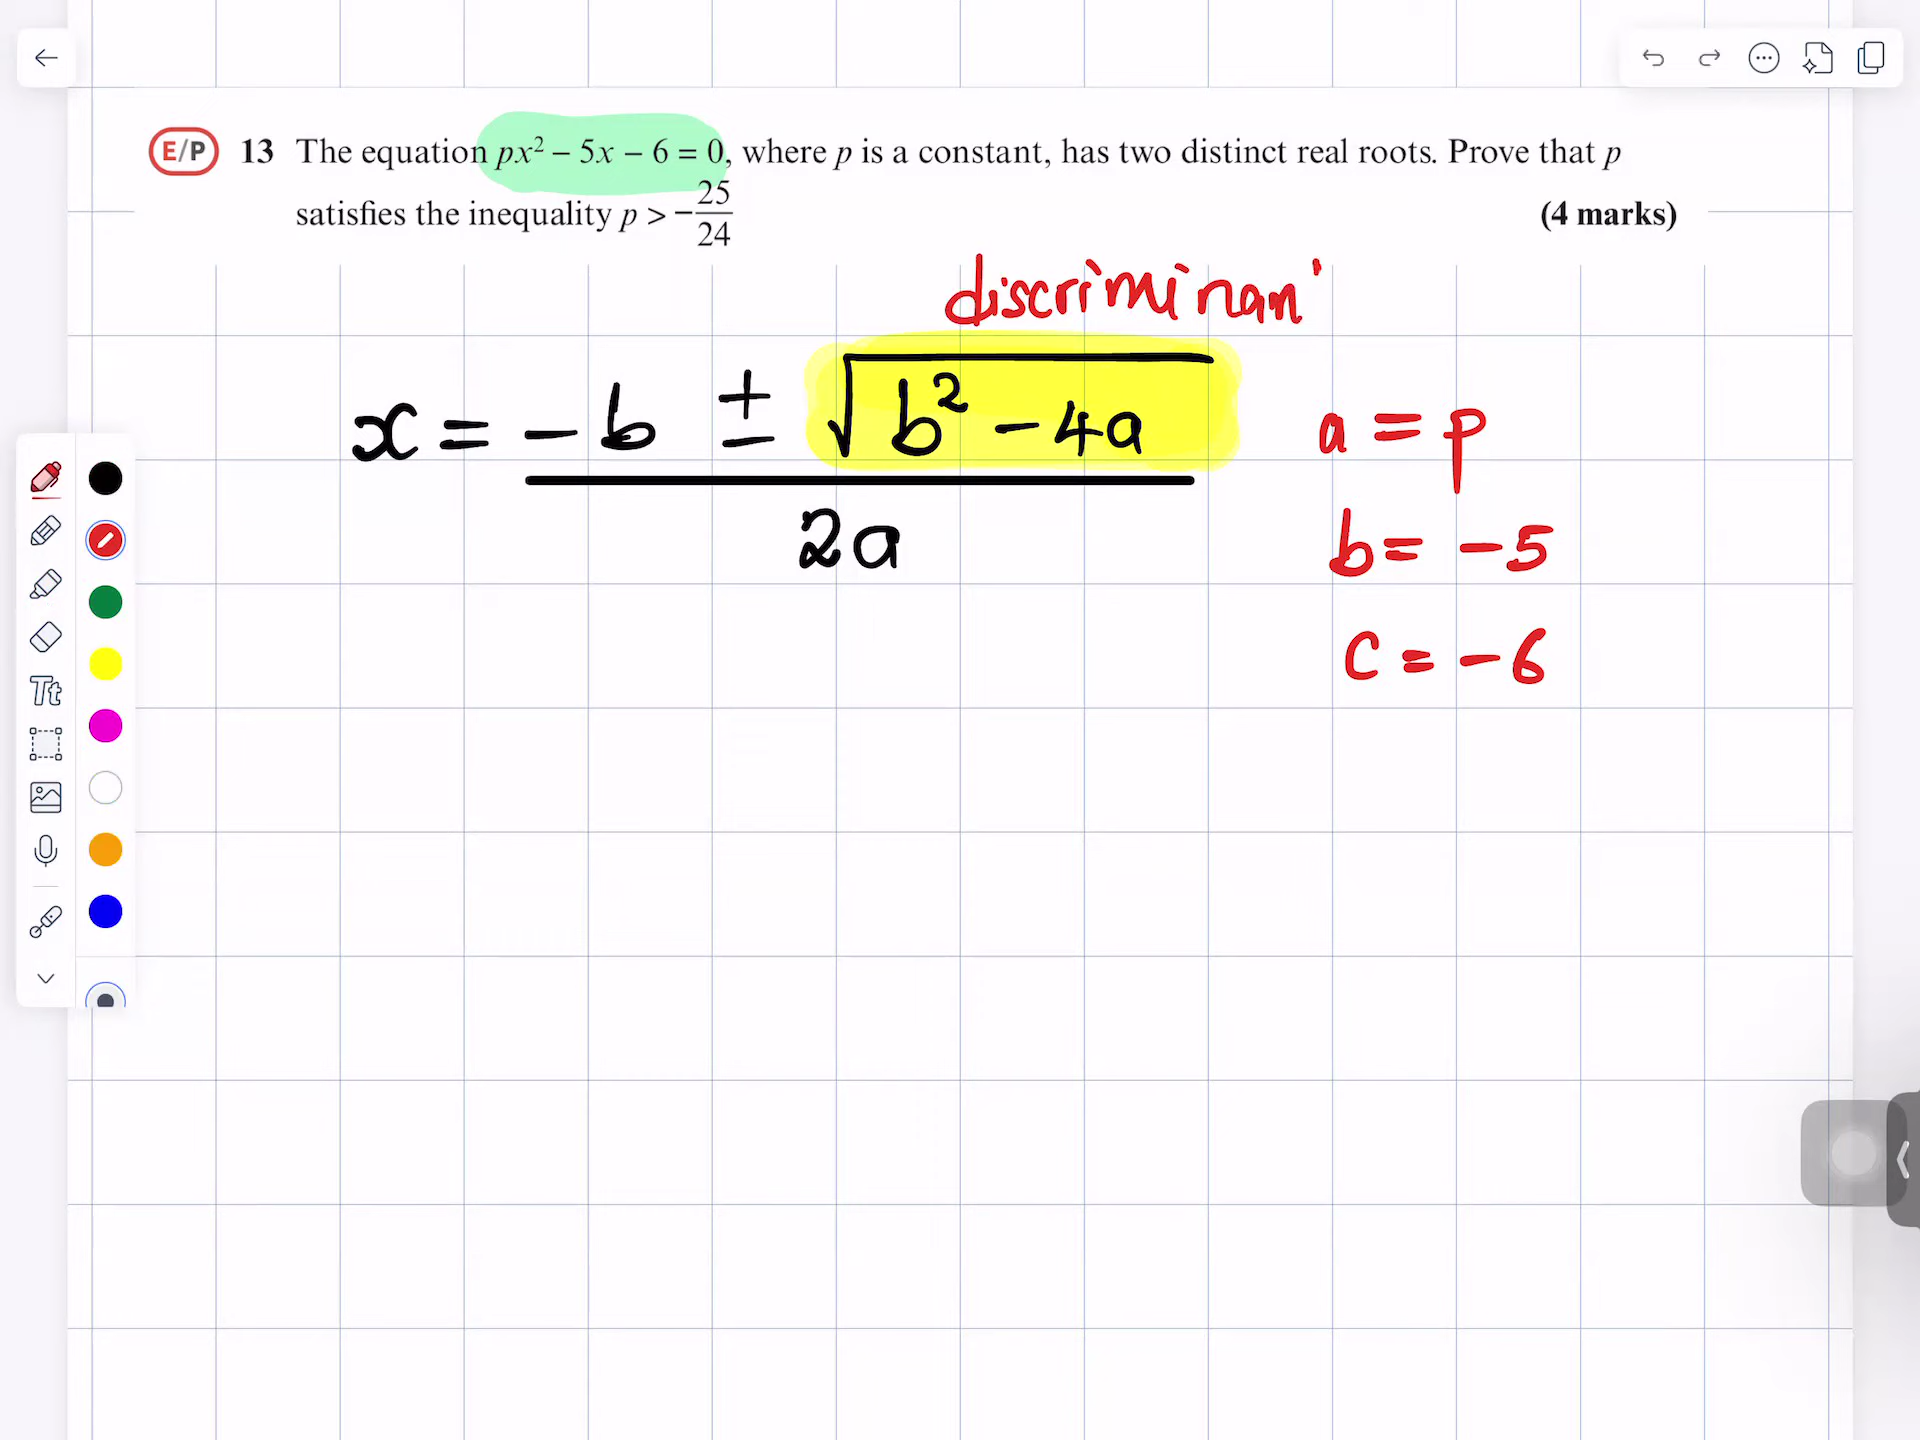 E/P 13 The equation px² – 5x – 6 = 0, where p is a constant, has two distinct real roots. Prove that p
satisfies the inequality p > –25/24 (4 marks)
discriminan'
x = –b ± √b² – 4a
2a
a = p
b = –5
c = –6
Tt